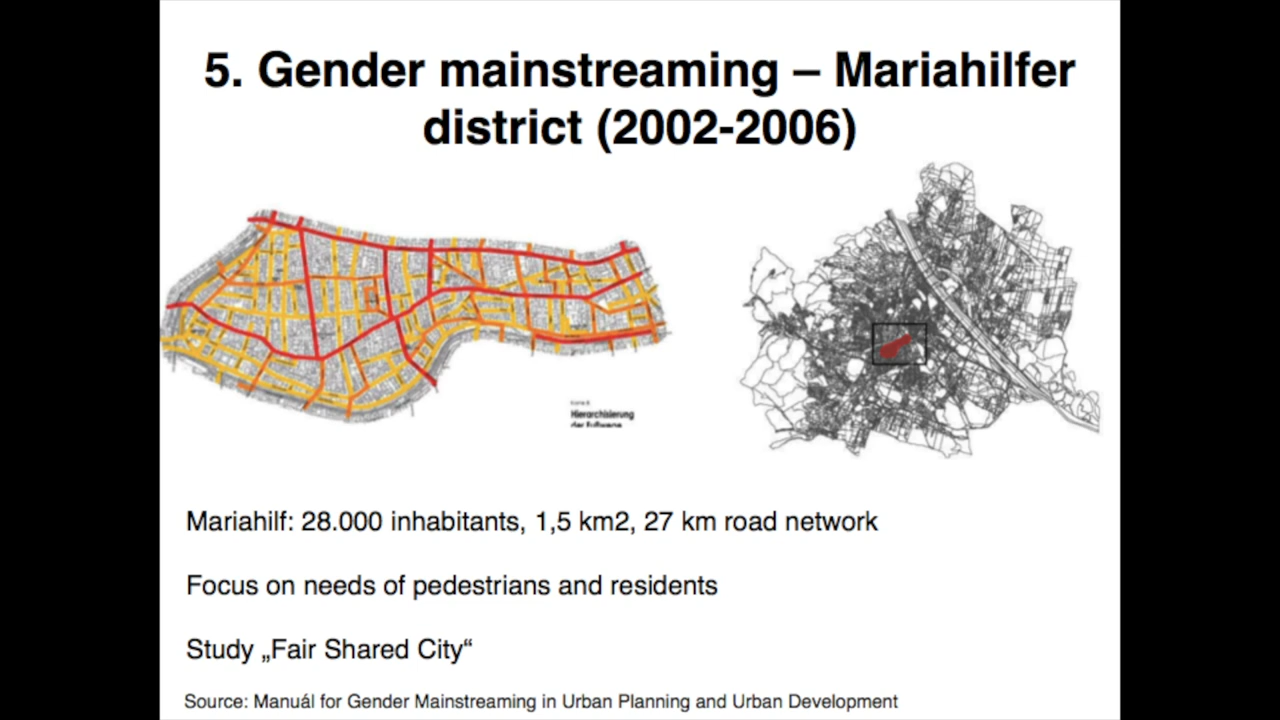 5. Gender mainstreaming – Mariahilfer
district (2002-2006)
Hierarchisierung
der Fußwege
Mariahilf: 28.000 inhabitants, 1,5 km2, 27 km road network
Focus on needs of pedestrians and residents
Study „Fair Shared City“
Source: Manuál for Gender Mainstreaming in Urban Planning and Urban Development